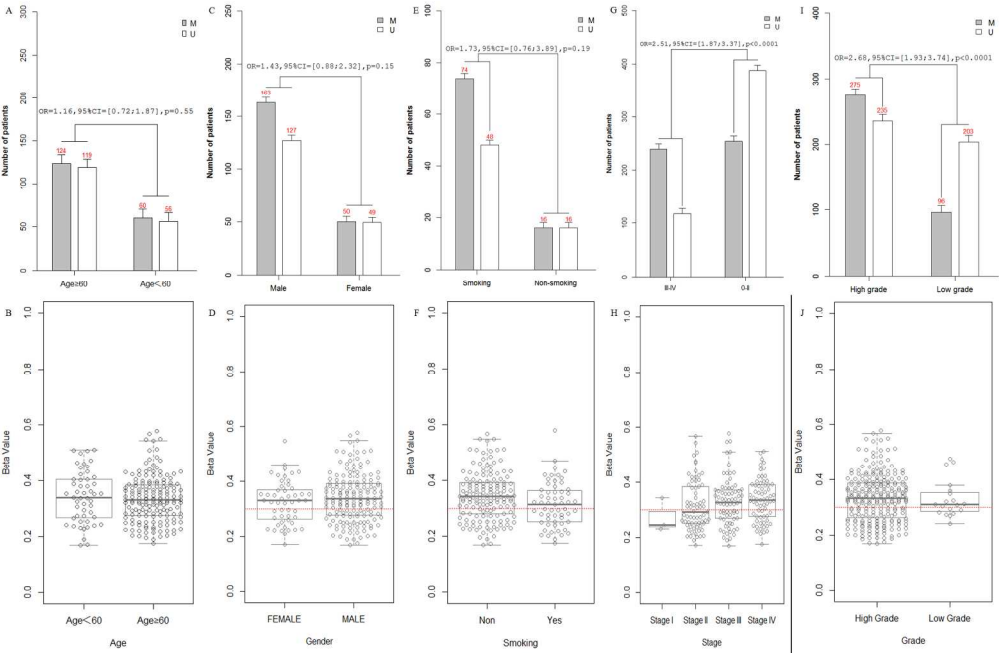 A
M
U
OR=1.16,95%CI=[0.72;1.87],p=0.55
Number of patients
0 50 100 150 200 250 300
124
119
60
56
Age≥60
Age<60
C
M
U
OR=1.43,95%CI=[0.88;2.32],p=0.15
Number of patients
0 50 100 150 200 250
163
127
50
49
Male
Female
E
M
U
OR=1.73,95%CI=[0.76;3.89],p=0.19
Number of patients
0 20 40 60 80 100
74
48
16
16
Smoking
Non-smoking
G
M
U
OR=2.51,95%CI=[1.87;3.37],p<0.0001
Number of patients
0 100 200 300 400 500
III-IV
0-II
I
M
U
OR=2.68,95%CI=[1.93;3.74],p<0.0001
Number of patients
0 100 200 300 400
275
235
96
203
High grade
Low grade
B
Beta Value
0.0 0.2 0.4 0.6 0.8 1.0
Age<60
Age≥60
Age
D
Beta Value
0.0 0.2 0.4 0.6 0.8 1.0
FEMALE
MALE
Gender
F
Beta Value
0.0 0.2 0.4 0.6 0.8 1.0
Non
Yes
Smoking
H
Beta Value
0.0 0.2 0.4 0.6 0.8 1.0
Stage I
Stage II
Stage III
Stage IV
Stage
J
Beta Value
0.0 0.2 0.4 0.6 0.8 1.0
High Grade
Low Grade
Grade